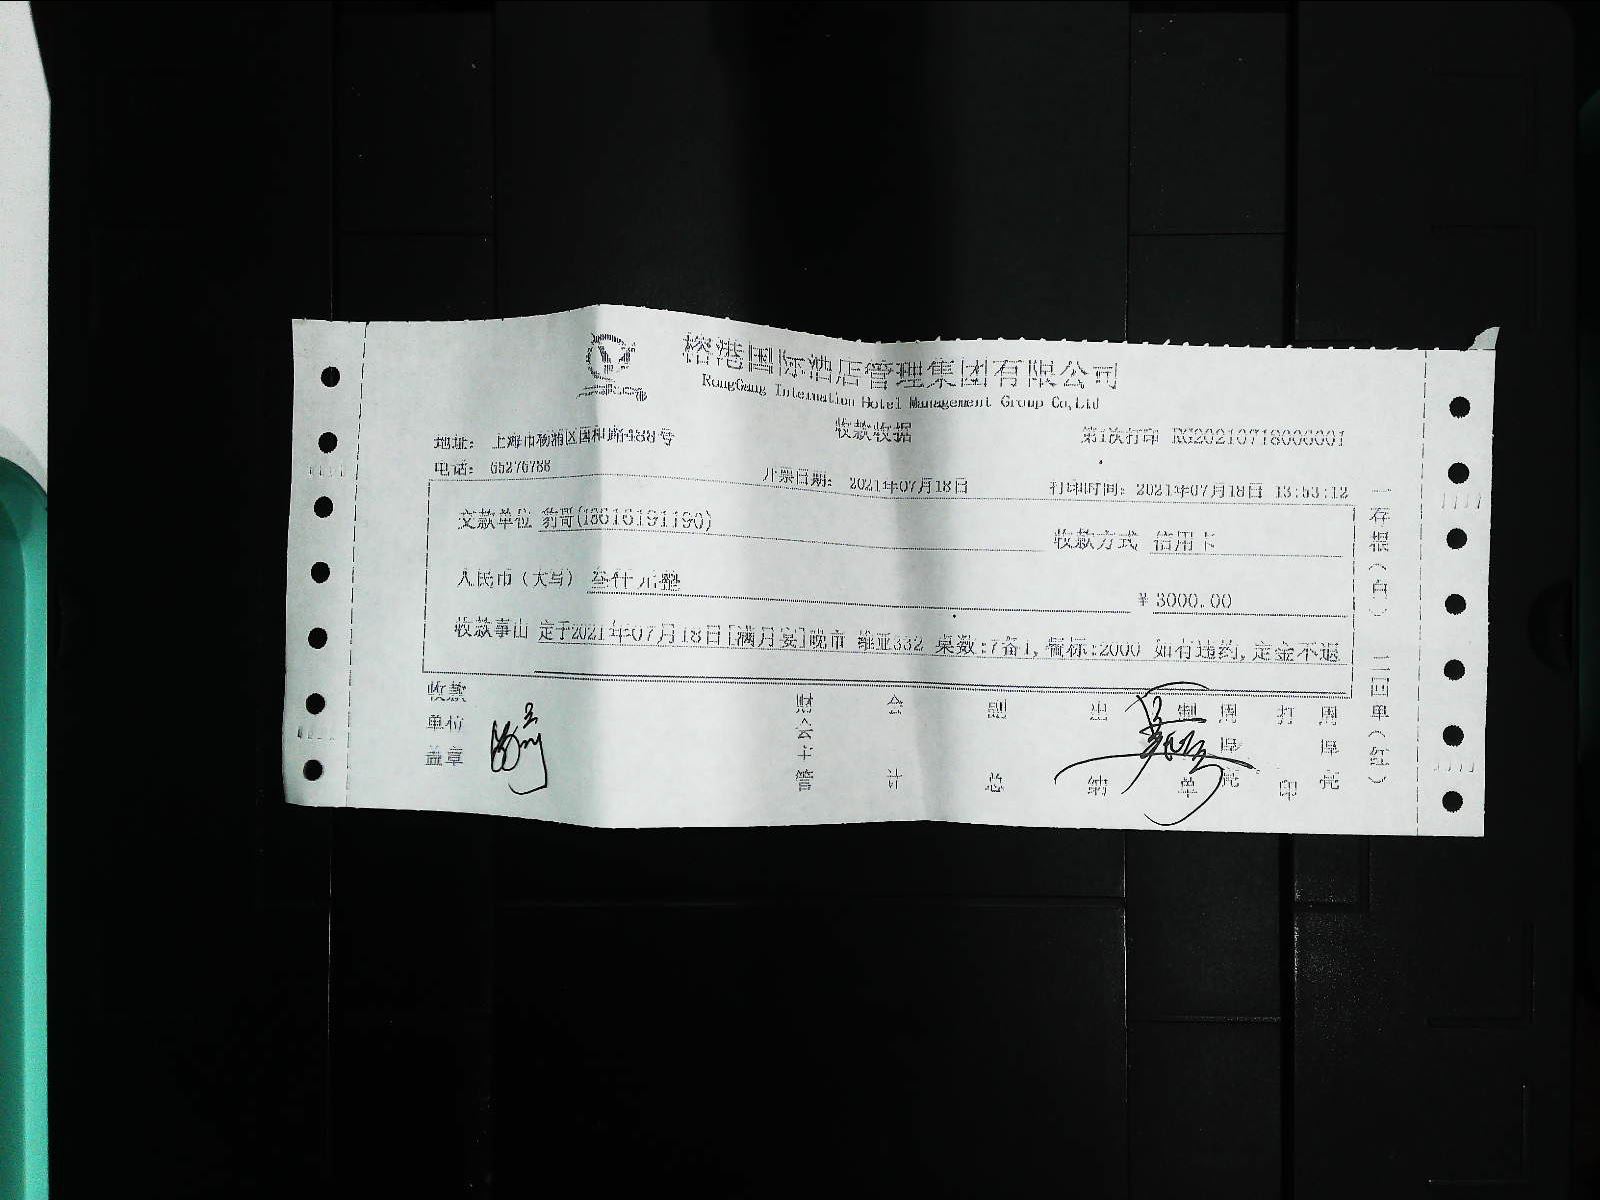 榕港国际酒店管理集团有限公司
RongGang Internation Hotel Management Group Co,Ltd
收款收据
地址： 上海市杨浦区国和路488号
第1次打印 RG20210718000001
电话： 65276788
开票日期： 2021年07月18日
打印时间： 2021年07月18日 13:53:12
交款单位 豹哥(18616191190)
收款方式 信用卡
人民币（大写） 叁仟元整
￥ 3000.00
收款事由 定于2021年07月18日[满月宴]晚市 维亚332 桌数:7备1,餐标:2000 如有违约,定金不退
收款单位盖章
财会主管
会计
副总
出纳
制单
周厚亮
打印
周厚亮
一存根（白）
二回单（红）